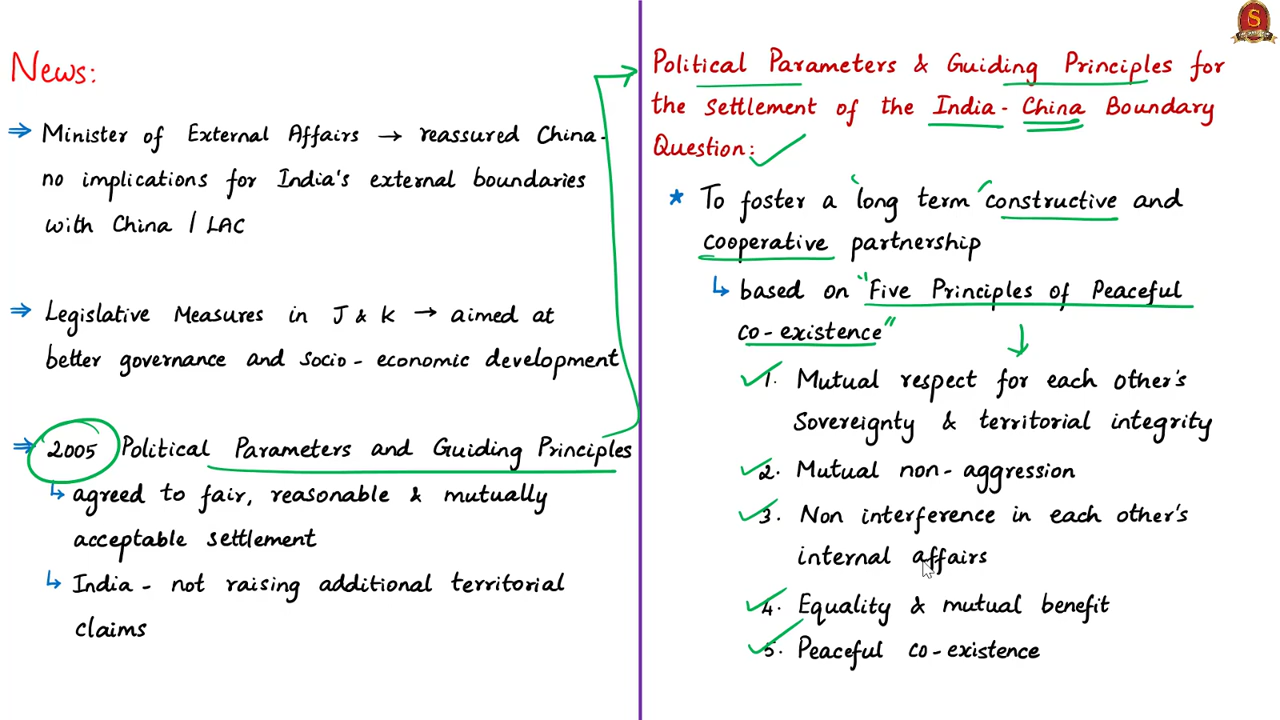 News:
⇒ Minister of External Affairs → reassured China-
no implications for India's external boundaries
with China / LAC
⇒ Legislative Measures in J & K → aimed at
better governance and Socio-economic development
⇒ 2005 Political Parameters and Guiding Principles
↳ agreed to fair, reasonable & mutually
acceptable settlement
↳ India - not raising additional territorial
claims
Political Parameters & Guiding Principles for
the settlement of the India-China Boundary
Question:
* To foster a long term "constructive and
cooperative partnership
↳ based on "Five Principles of Peaceful
co-existence"
1. Mutual respect for each other's
Sovereignty & territorial integrity
2. Mutual non-aggression
3. Non interference in each other's
internal affairs
4. Equality & mutual benefit
5. Peaceful co-existence
S